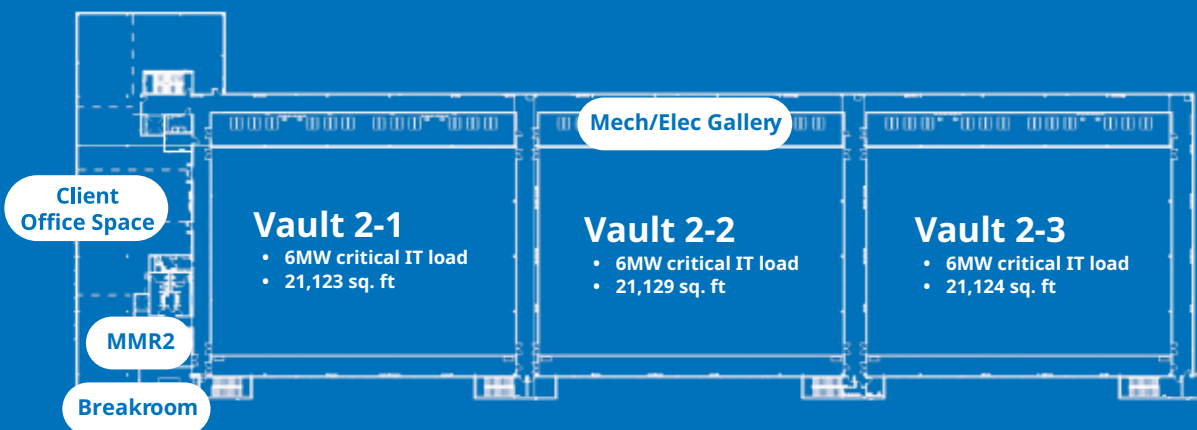 Mech/Elec Gallery
Client
Office Space
Vault 2-1
• 6MW critical IT load
• 21,123 sq. ft
Vault 2-2
• 6MW critical IT load
• 21,129 sq. ft
Vault 2-3
• 6MW critical IT load
• 21,124 sq. ft
MMR2
Breakroom